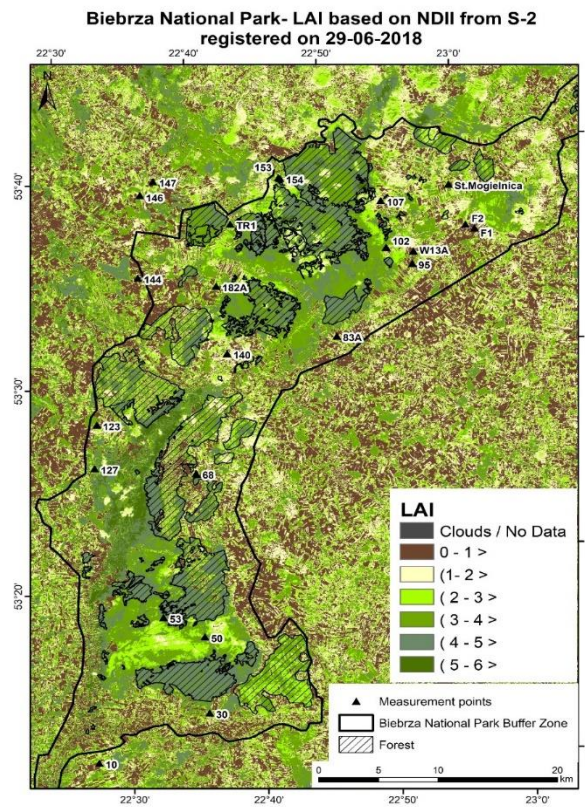 Biebrza National Park- LAI based on NDII from S-2
registered on 29-06-2018
22°30' 22°40' 22°50' 23°0'
N
153
154
147
146
53°40'
St.Mogielnica
107
TR1
F2
F1
102
W13A
95
144
182A
83A
140
53°30'
123
127
68
LAI
Clouds / No Data
0 - 1 >
(1- 2 >
( 2 - 3 >
( 3 - 4 >
( 4 - 5 >
( 5 - 6 >
53°20'
53
50
Measurement points
Biebrza National Park Buffer Zone
Forest
30
10
0 5 10 20
km
22°30' 22°40' 22°50' 23°0'